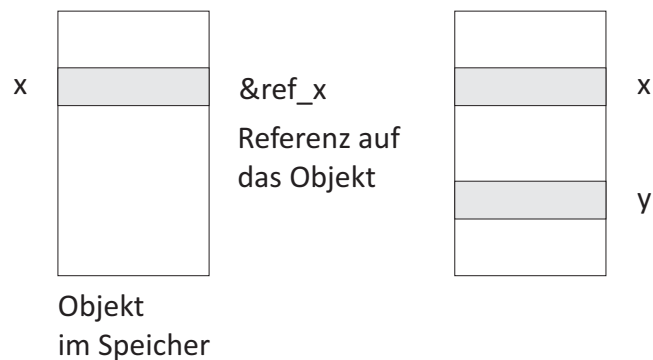 x
&ref_x
Referenz auf
das Objekt
Objekt
im Speicher
x
y